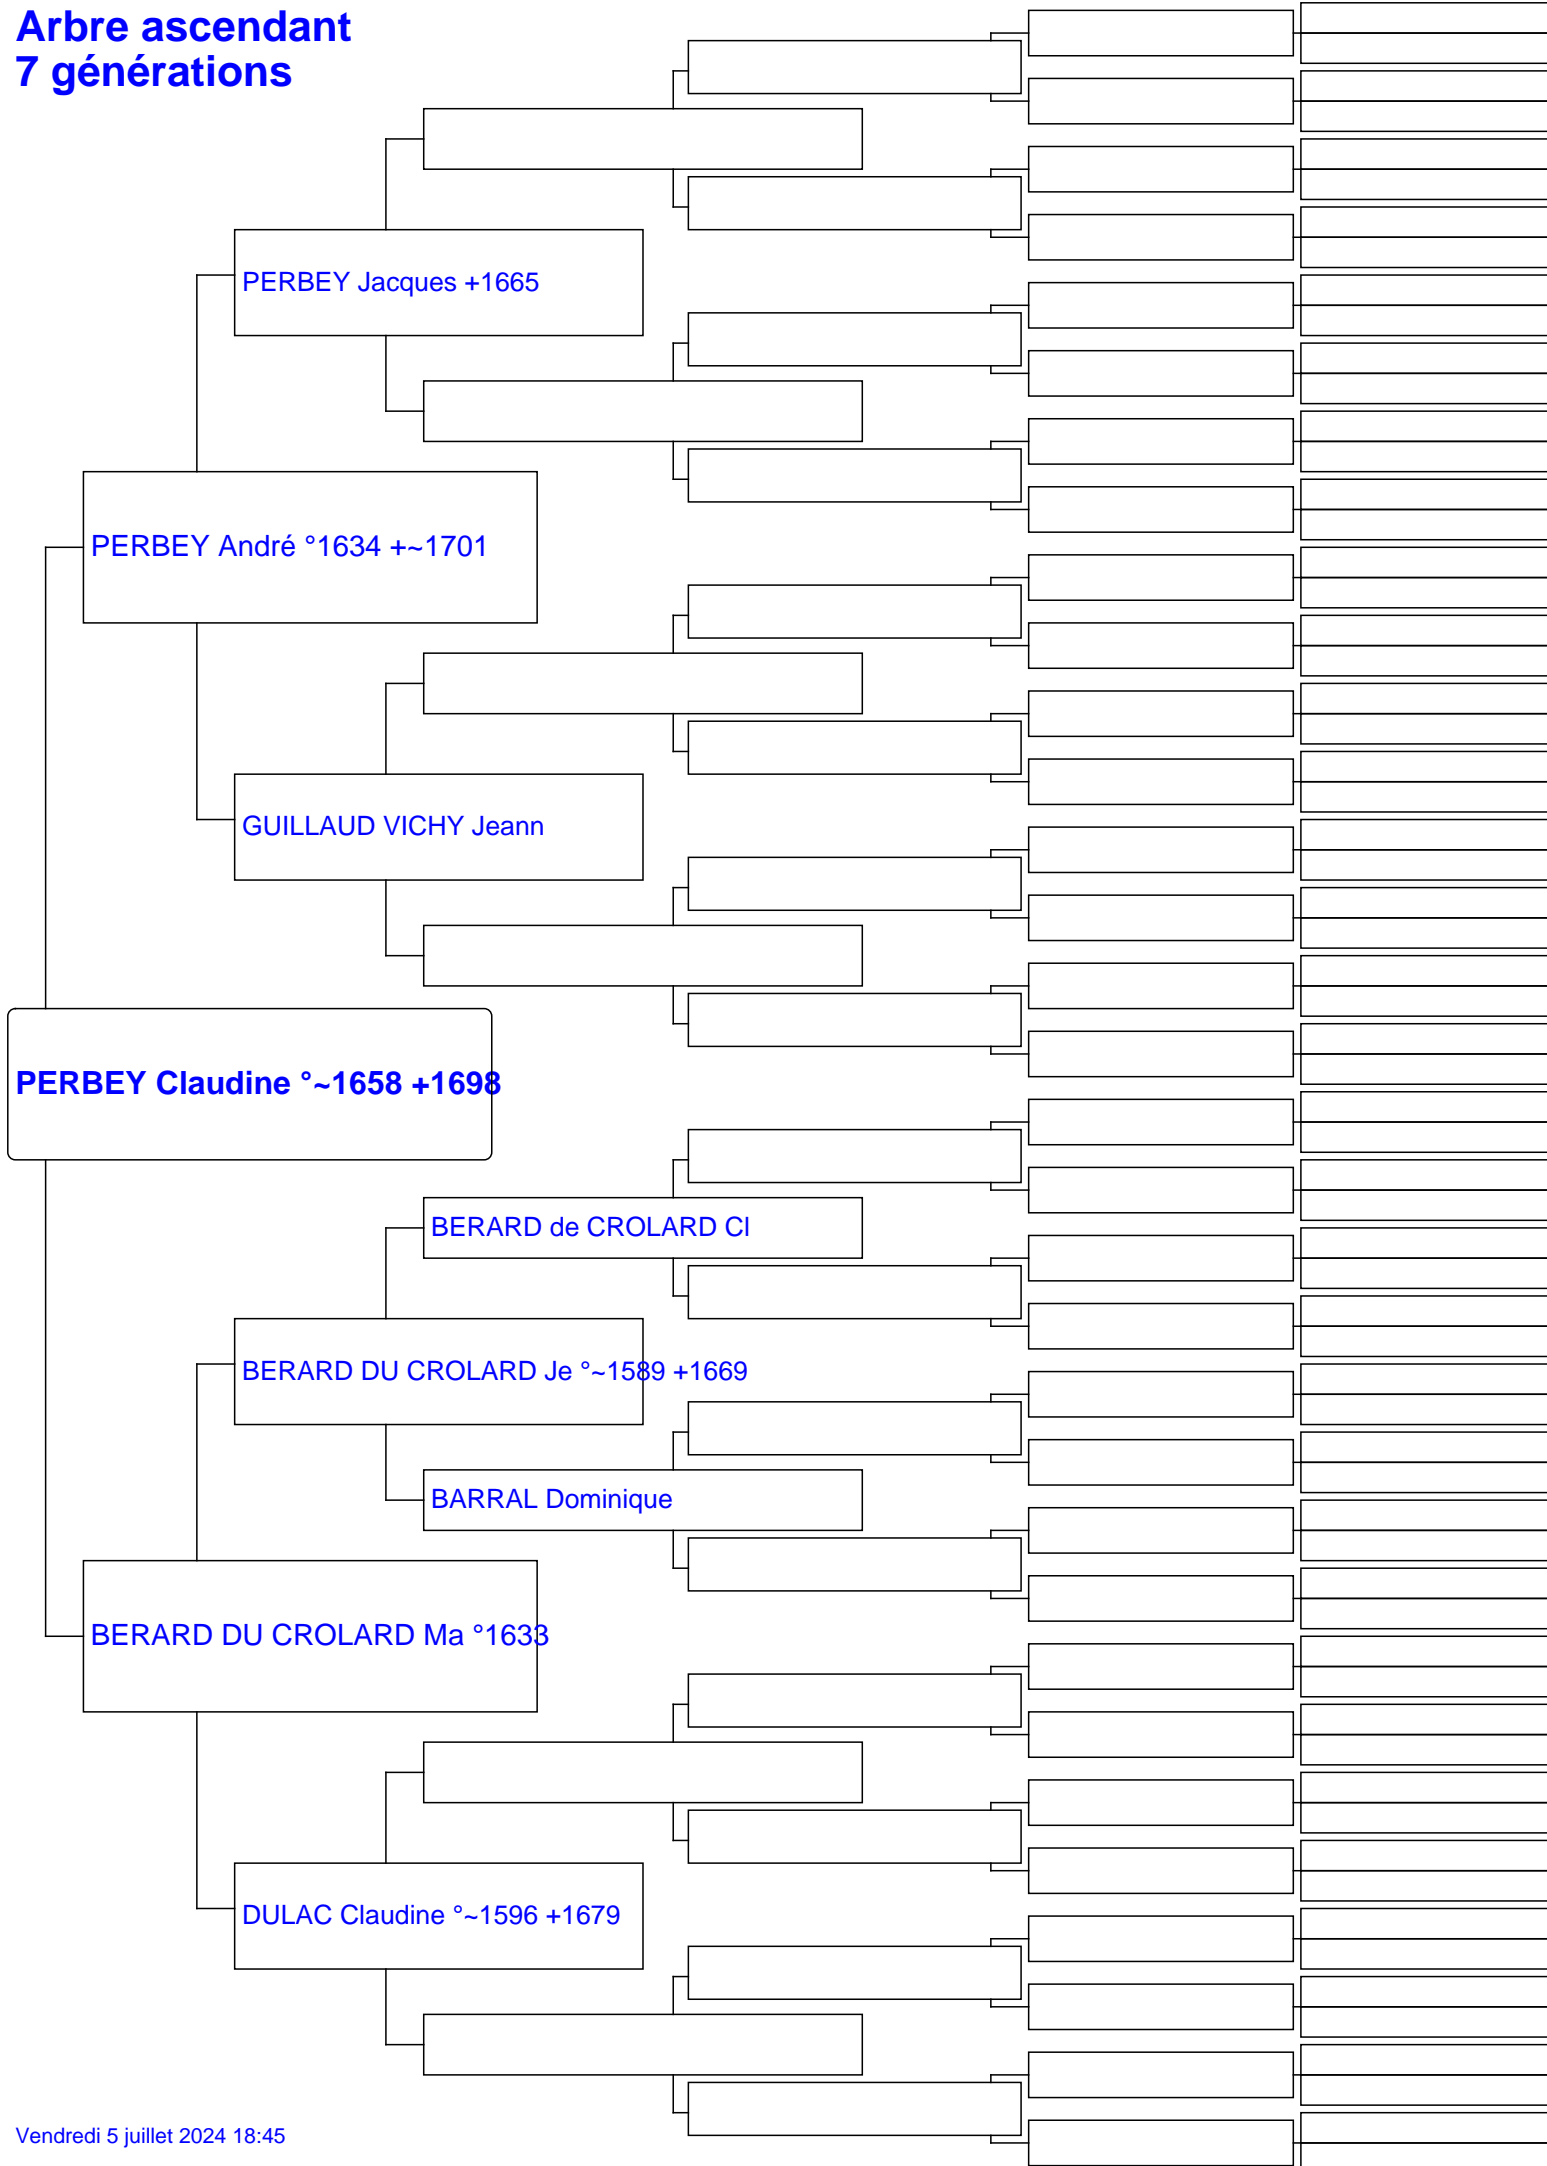 Arbre ascendant
7 générations
PERBEY Jacques +1665
PERBEY André °1634 +~1701
GUILLAUD VICHY Jeann
PERBEY Claudine °~1658 +1698
BERARD de CROLARD Cl
BERARD DU CROLARD Je °~1589 +1669
BARRAL Dominique
BERARD DU CROLARD Ma °1633
DULAC Claudine °~1596 +1679
Vendredi 5 juillet 2024 18:45